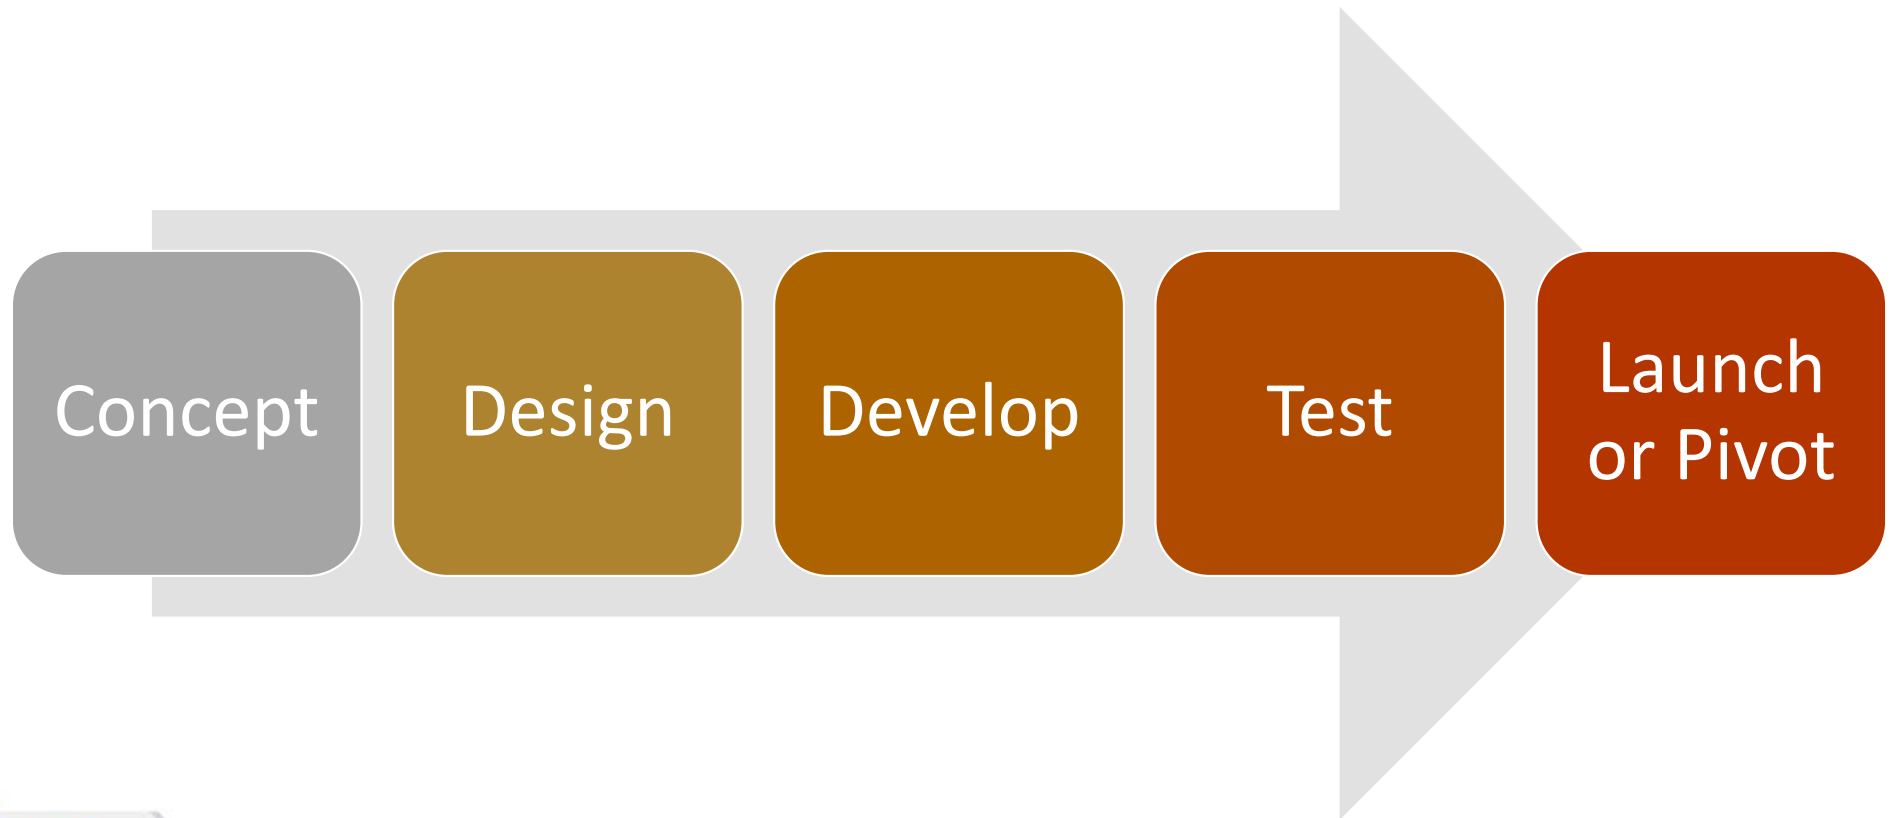 Concept
Design
Develop
Test
Launch
or Pivot